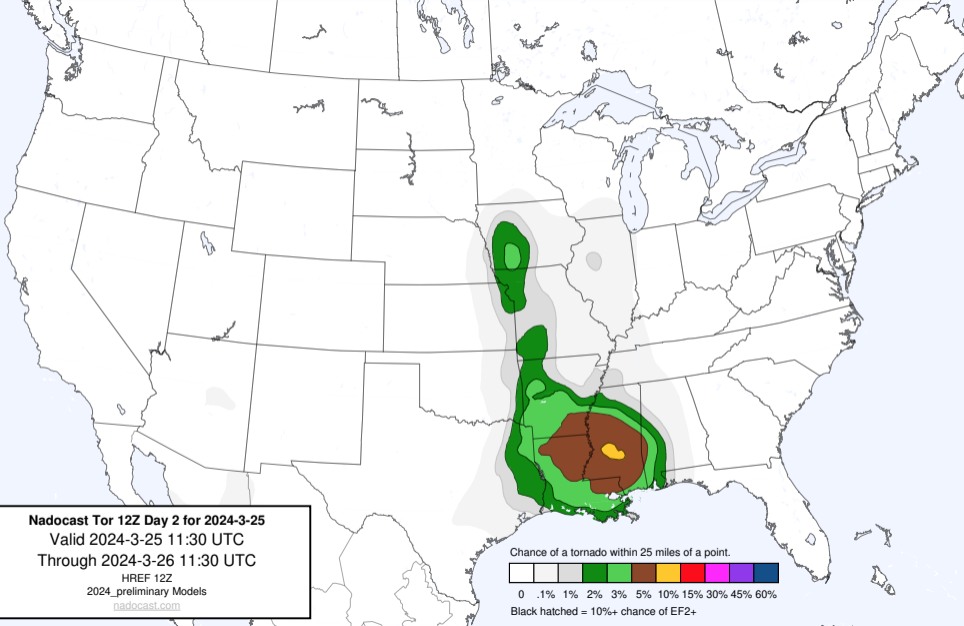 Nadocast Tor 12Z Day 2 for 2024-3-25
Valid 2024-3-25 11:30 UTC
Through 2024-3-26 11:30 UTC
HREF 12Z
2024_preliminary Models
nadocast.com
Chance of a tornado within 25 miles of a point.
0 .1% 1% 2% 3% 5% 10% 15% 30% 45% 60%
Black hatched = 10%+ chance of EF2+